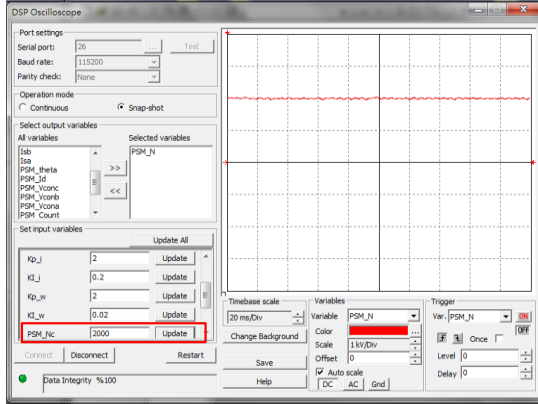 DSP Oscilloscope
Port settings
Serial port: 26 ... Test
Baud rate: 115200
Parity check: None
Operation mode
Continuous Snap-shot
Select output variables
All variables Selected variables
Isb PSM_N
Isa
PSM_theta
PSM_Id
PSM_Vconc
PSM_Vconb
PSM_Vcona
PSM_Count
>>
<<
Set input variables
Update All
Kp_i 2 Update
KI_i 0.2 Update
Kp_w 2 Update
KI_w 0.02 Update
PSM_Nc 2000 Update
Connect Disconnect Restart
Data Integrity %100
Timebase scale
20 ms/Div
Change Background
Save
Help
Variables
Variable PSM_N
Color ...
Scale 1 kV/Div
Offset 0
Auto scale
DC AC Gnd
Trigger
Var. PSM_N ON
OFF
Once
Level 0
Delay 0